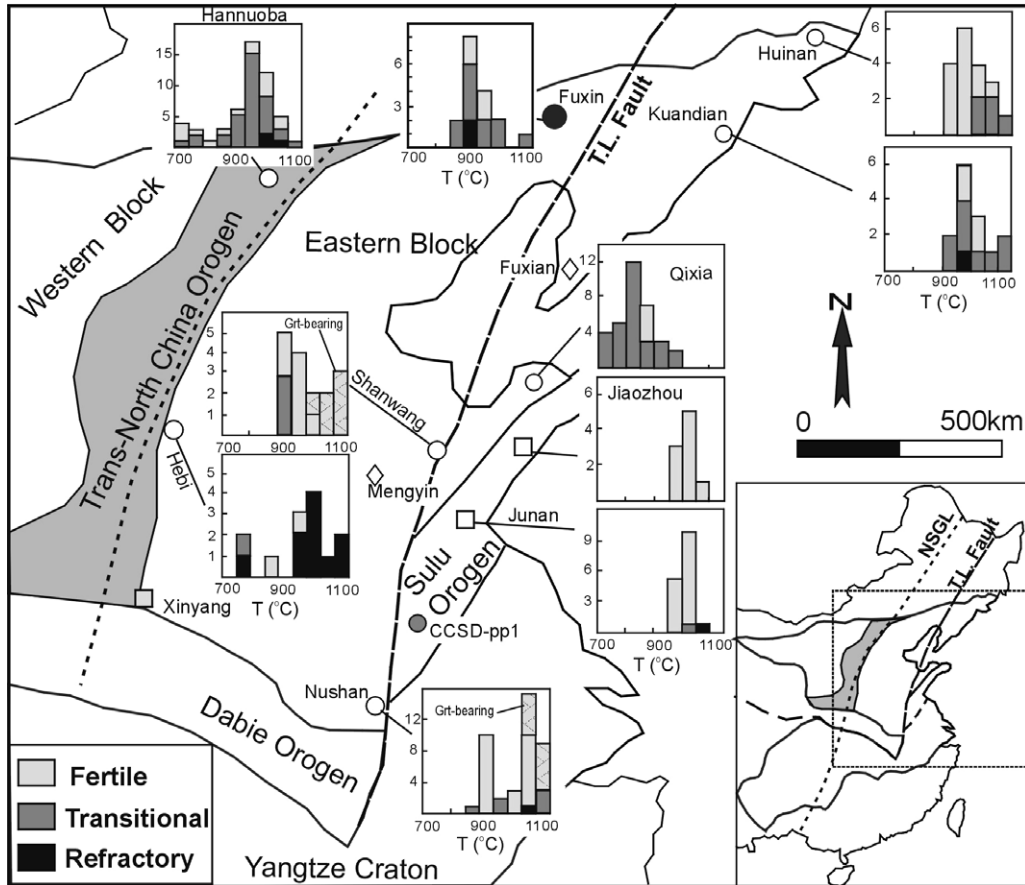 Hannuoba
17
15
10
5
700
900
1100
T (°C)
6
3
700
900
1100
T (°C)
Fuxin
T.L. Fault
Huinan
Kuandian
6
4
2
6
4
2
700
900
1100
T (°C)
Western Block
Trans-North China Orogen
Eastern Block
Fuxian
12
8
4
Qixia
N
0
500km
Grt-bearing
5
4
3
2
1
700
900
1100
Shanwang
Hebi
Mengyin
5
4
3
2
1
700
900
1100
T (°C)
Jiaozhou
6
4
2
Junan
9
6
3
700
900
1100
T (°C)
Xinyang
Sulu
Orogen
CCSD-pp1
Nushan
Grt-bearing
12
8
4
700
900
1100
T (°C)
Dabie Orogen
Yangtze Craton
Fertile
Transitional
Refractory
NSGL
T.L. Fault